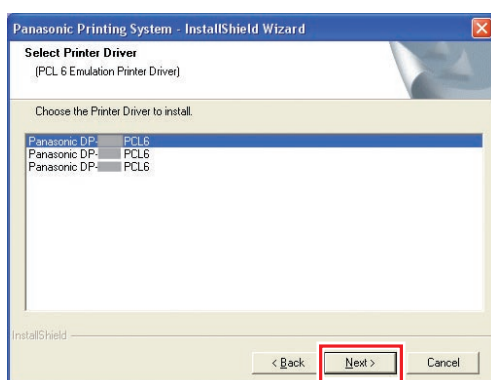 Panasonic Printing System - InstallShield Wizard
Select Printer Driver
(PCL 6 Emulation Printer Driver)
Choose the Printer Driver to install.
Panasonic DP- PCL6
Panasonic DP- PCL6
Panasonic DP- PCL6
InstallShield
< Back Next > Cancel